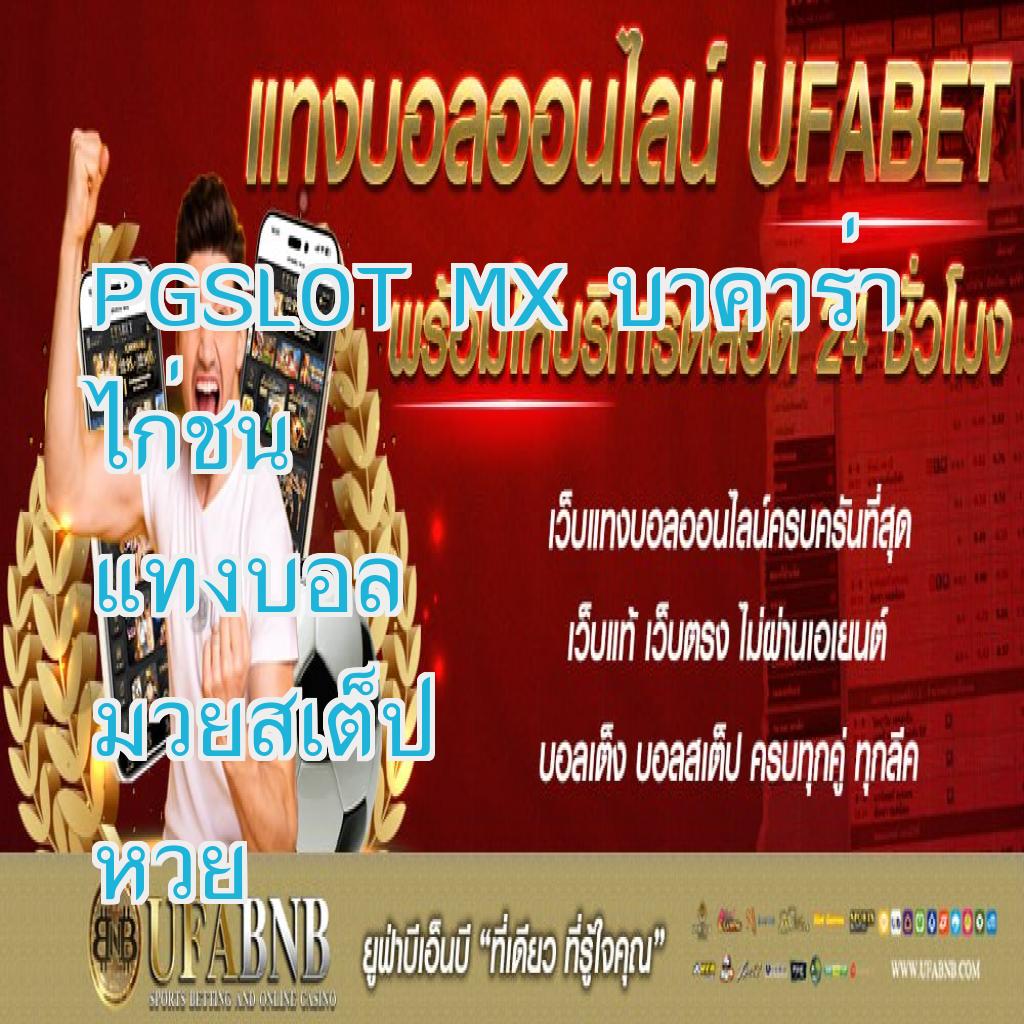 แทงบอลออนไลน์ UFABET
พร้อมให้บริการตลอด 24 ชั่วโมง
PGSLOT MX บาคาร่า
ไก่ชน
แทงบอล
มวยสเต็ป
หวย
เว็บแทงบอลออนไลน์ครบครันที่สุด
เว็บแท้ เว็บตรง ไม่ผ่านเอเยนต์
บอลเต็ง บอลสเต็ป ครบทุกคู่ ทุกลีค
BNB
UFABNB
SPORTS BETTING AND ONLINE CASINO
ยูฟ่าบีเอ็นบี “ที่เดียว ที่รู้ใจคุณ”
WWW.UFABNB.COM